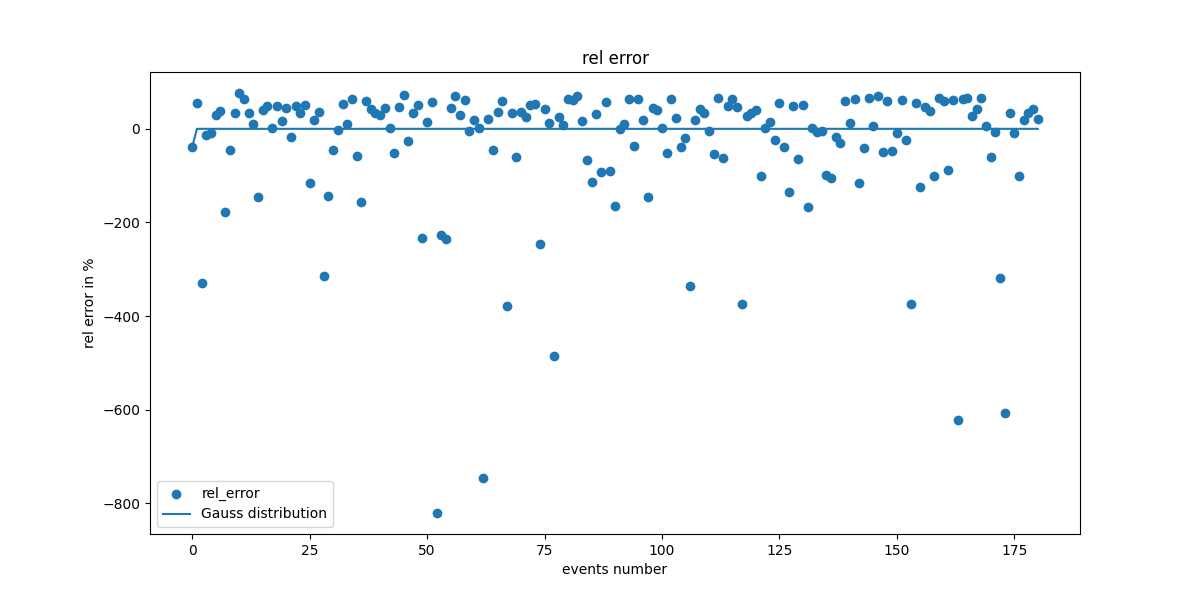 rel error
rel error in %
0
−200
−400
−600
−800
rel_error
Gauss distribution
0
25
50
75
100
125
150
175
events number